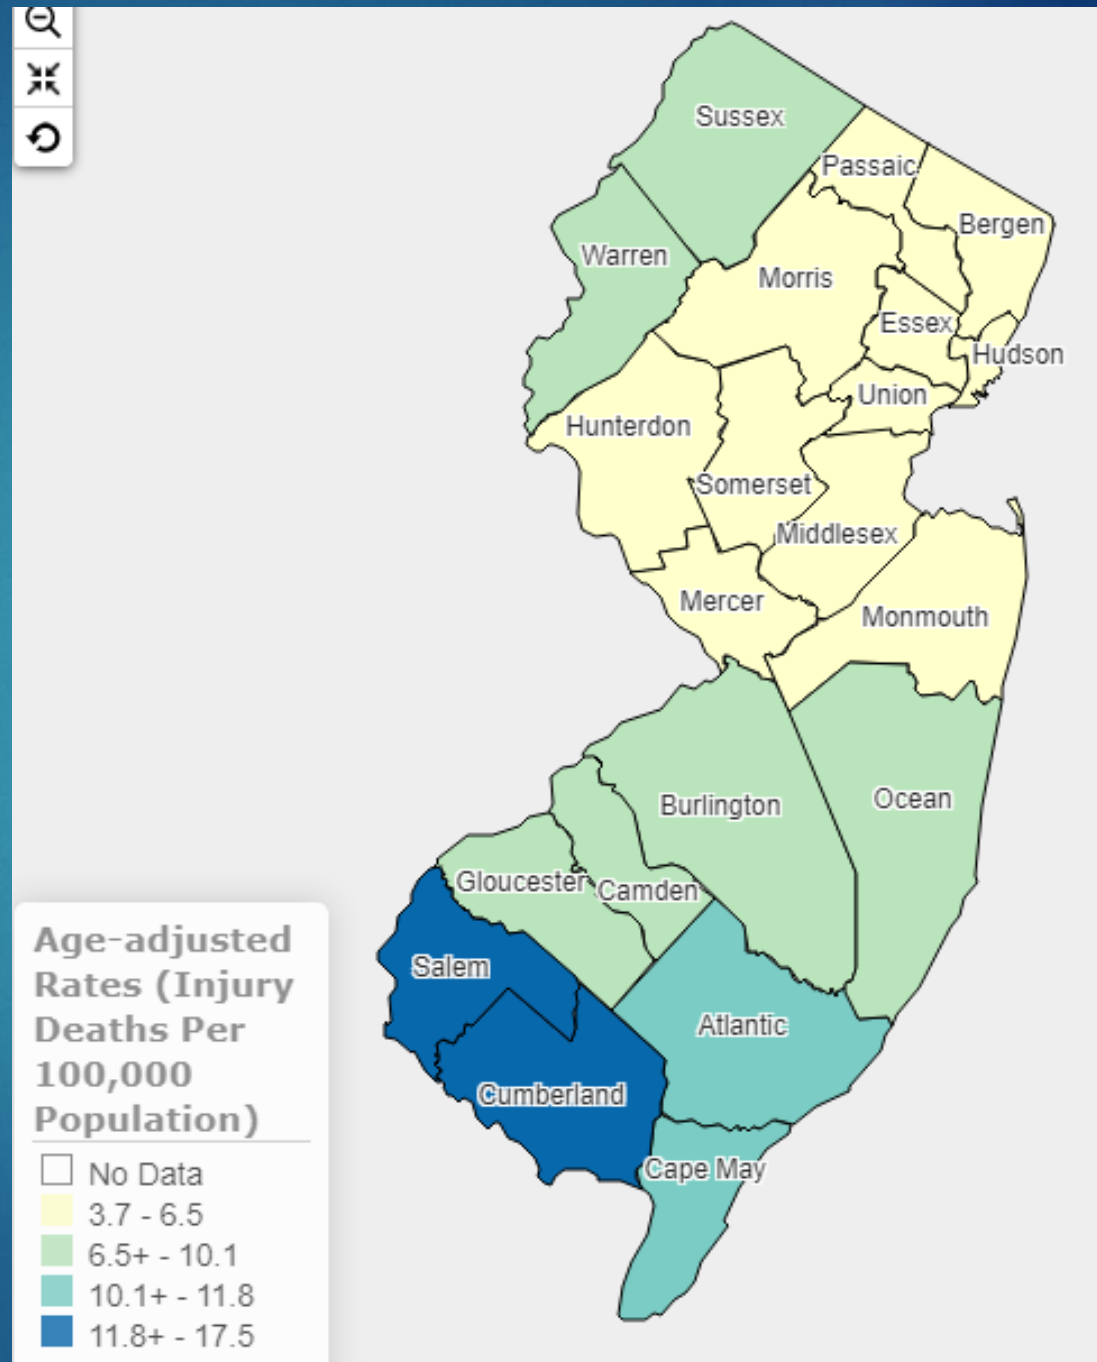 Sussex
Passaic
Bergen
Warren
Morris
Essex
Hudson
Union
Hunterdon
Somerset
Middlesex
Mercer
Monmouth
Ocean
Burlington
Gloucester
Camden
Salem
Atlantic
Cumberland
Cape May
Age-adjusted
Rates (Injury
Deaths Per
100,000
Population)
No Data
3.7 - 6.5
6.5+ - 10.1
10.1+ - 11.8
11.8+ - 17.5